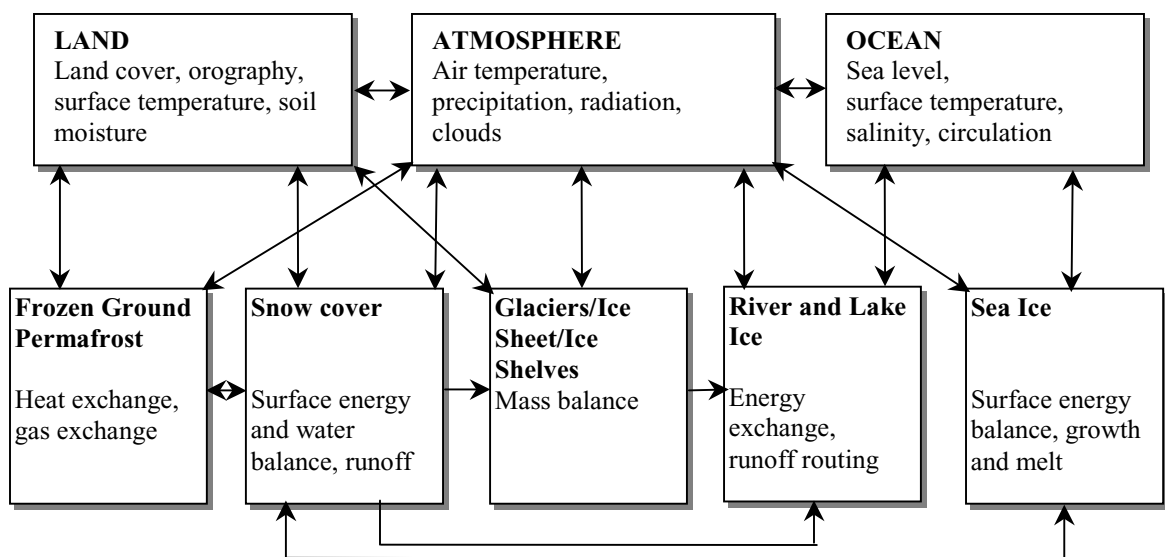 LAND
Land cover, orography,
surface temperature, soil
moisture
ATMOSPHERE
Air temperature,
precipitation, radiation,
clouds
OCEAN
Sea level,
surface temperature,
salinity, circulation
Frozen Ground
Permafrost
Heat exchange,
gas exchange
Snow cover
Surface energy
and water
balance, runoff
Glaciers/Ice
Sheet/Ice
Shelves
Mass balance
River and Lake
Ice
Energy
exchange,
runoff routing
Sea Ice
Surface energy
balance, growth
and melt